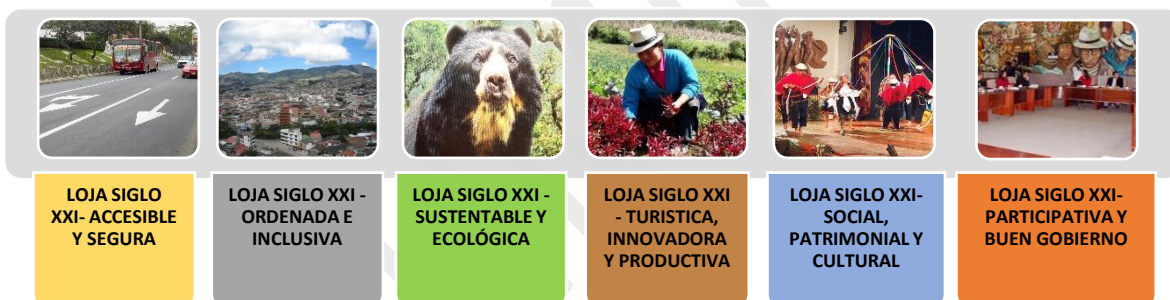 LOJA SIGLO
XXI- ACCESIBLE
Y SEGURA
LOJA SIGLO XXI -
ORDENADA E
INCLUSIVA
LOJA SIGLO XXI -
SUSTENTABLE Y
ECOLÓGICA
LOJA SIGLO XXI
- TURISTICA,
INNOVADORA
Y PRODUCTIVA
LOJA SIGLO XXI-
SOCIAL,
PATRIMONIAL Y
CULTURAL
LOJA SIGLO XXI-
PARTICIPATIVA Y
BUEN GOBIERNO